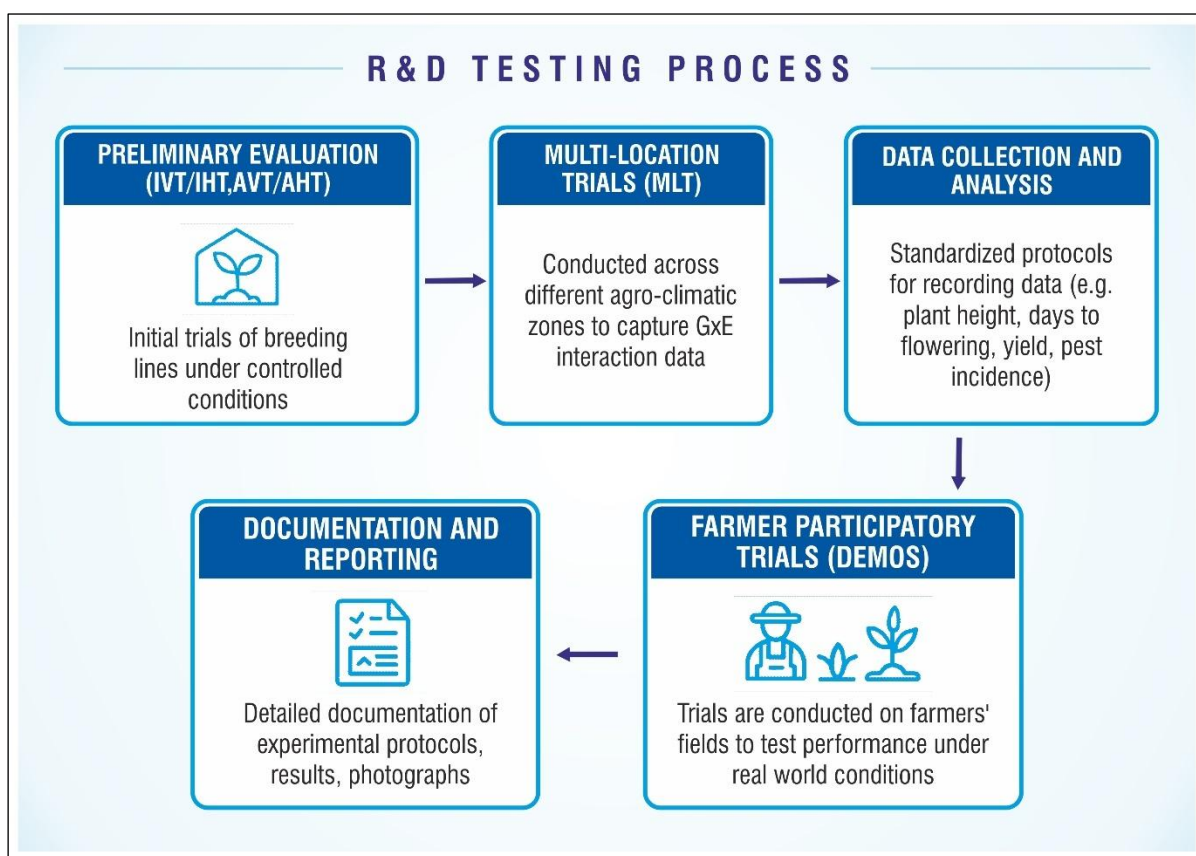 R & D TESTING PROCESS
PRELIMINARY EVALUATION
(IVT/IHT,AVT/AHT)
Initial trials of breeding
lines under controlled
conditions
MULTI-LOCATION
TRIALS (MLT)
Conducted across
different agro-climatic
zones to capture GxE
interaction data
DATA COLLECTION AND
ANALYSIS
Standardized protocols
for recording data (e.g.
plant height, days to
flowering, yield, pest
incidence)
FARMER PARTICIPATORY
TRIALS (DEMOS)
Trials are conducted on farmers'
fields to test performance under
real world conditions
DOCUMENTATION AND
REPORTING
Detailed documentation of
experimental protocols,
results, photographs